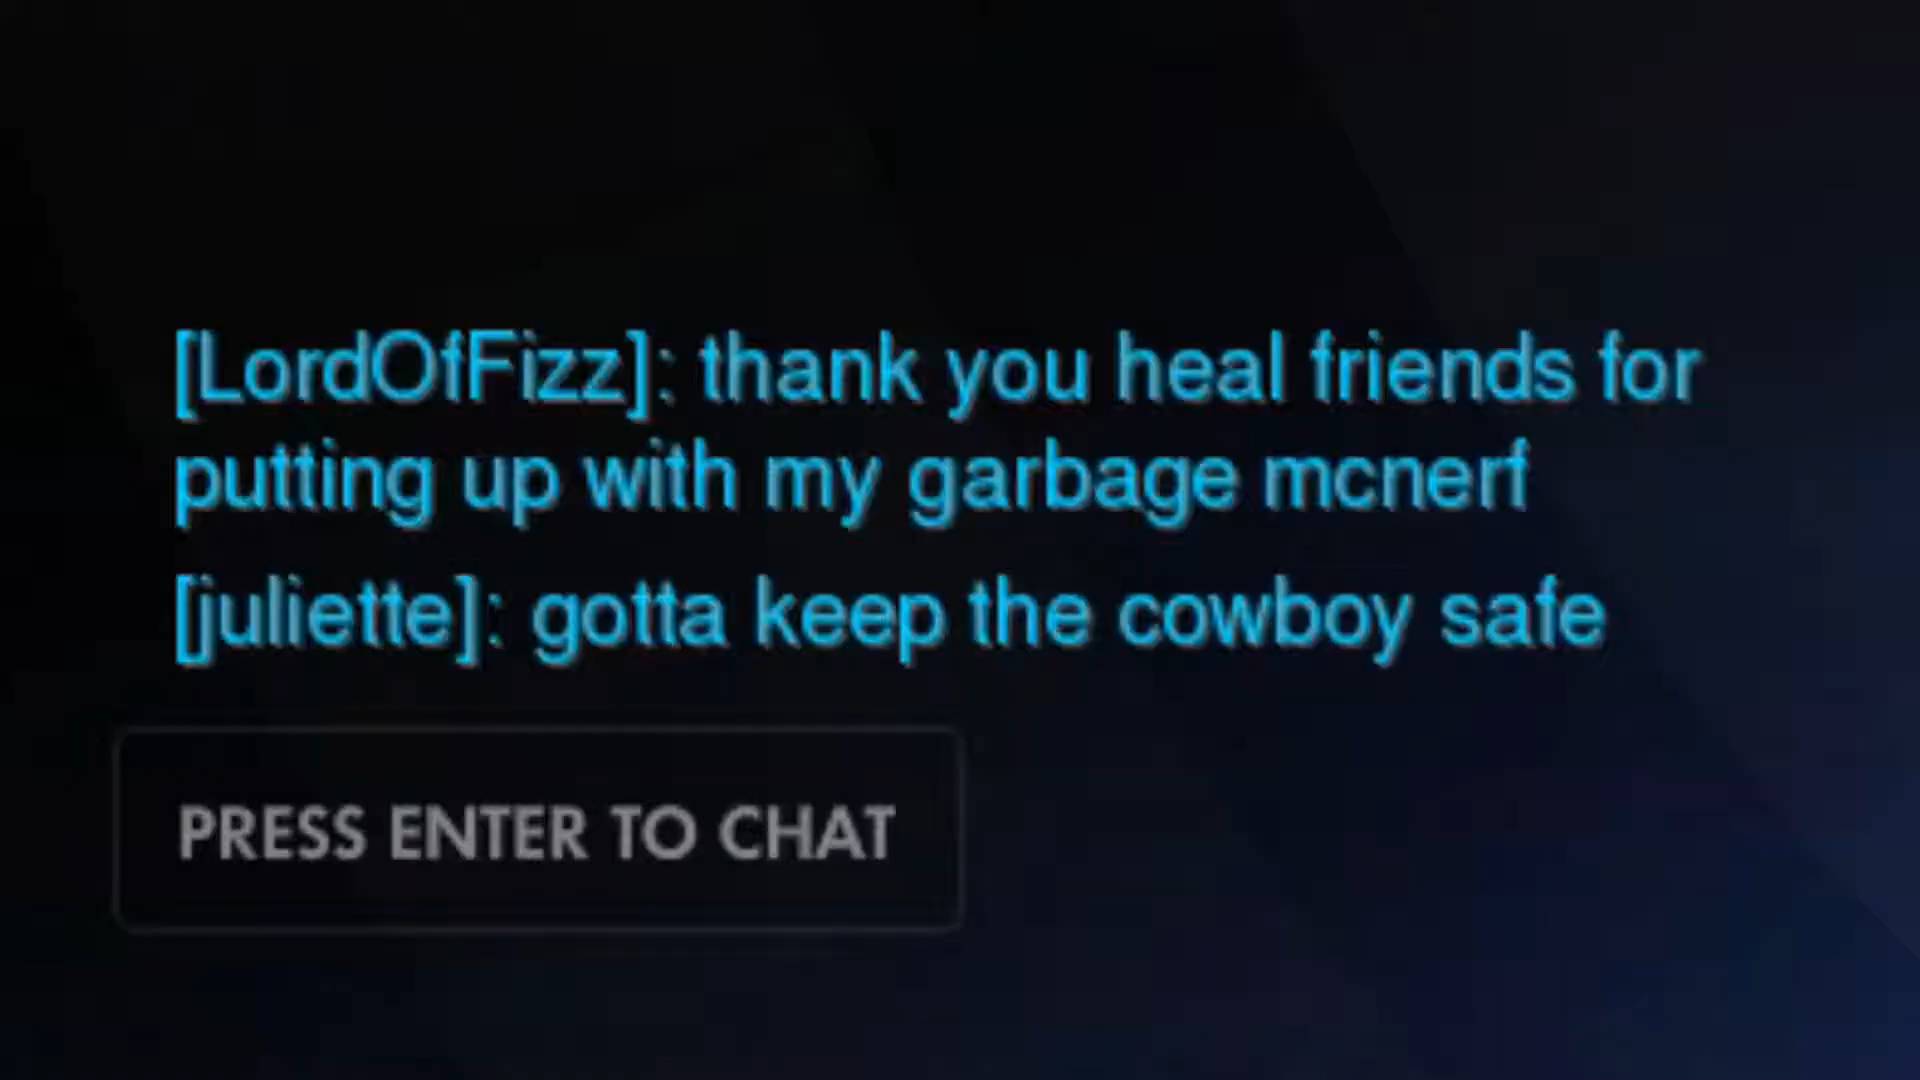 [LordOfFizz]: thank you heal friends for
putting up with my garbage mcnerf
[juliette]: gotta keep the cowboy safe
PRESS ENTER TO CHAT